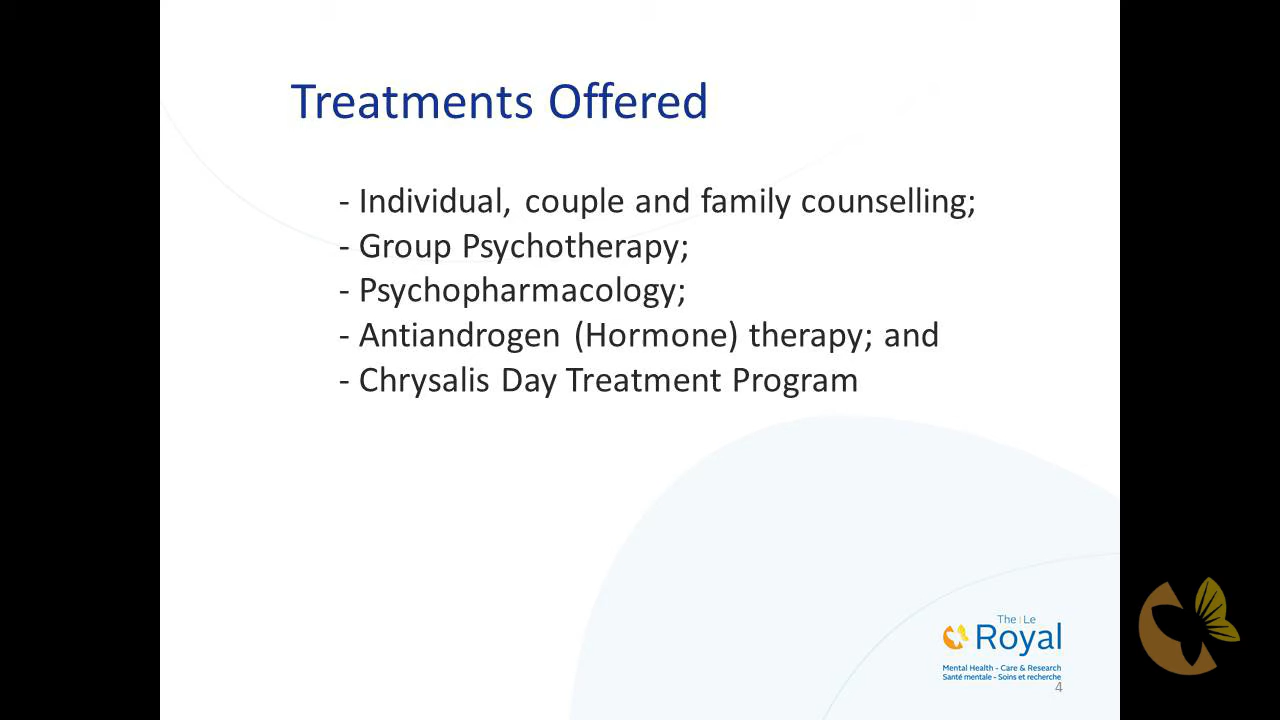 Treatments Offered
- Individual, couple and family counselling;
- Group Psychotherapy;
- Psychopharmacology;
- Antiandrogen (Hormone) therapy; and
- Chrysalis Day Treatment Program
The | Le
Royal
Mental Health - Care & Research
Santé mentale - Soins et recherche
4